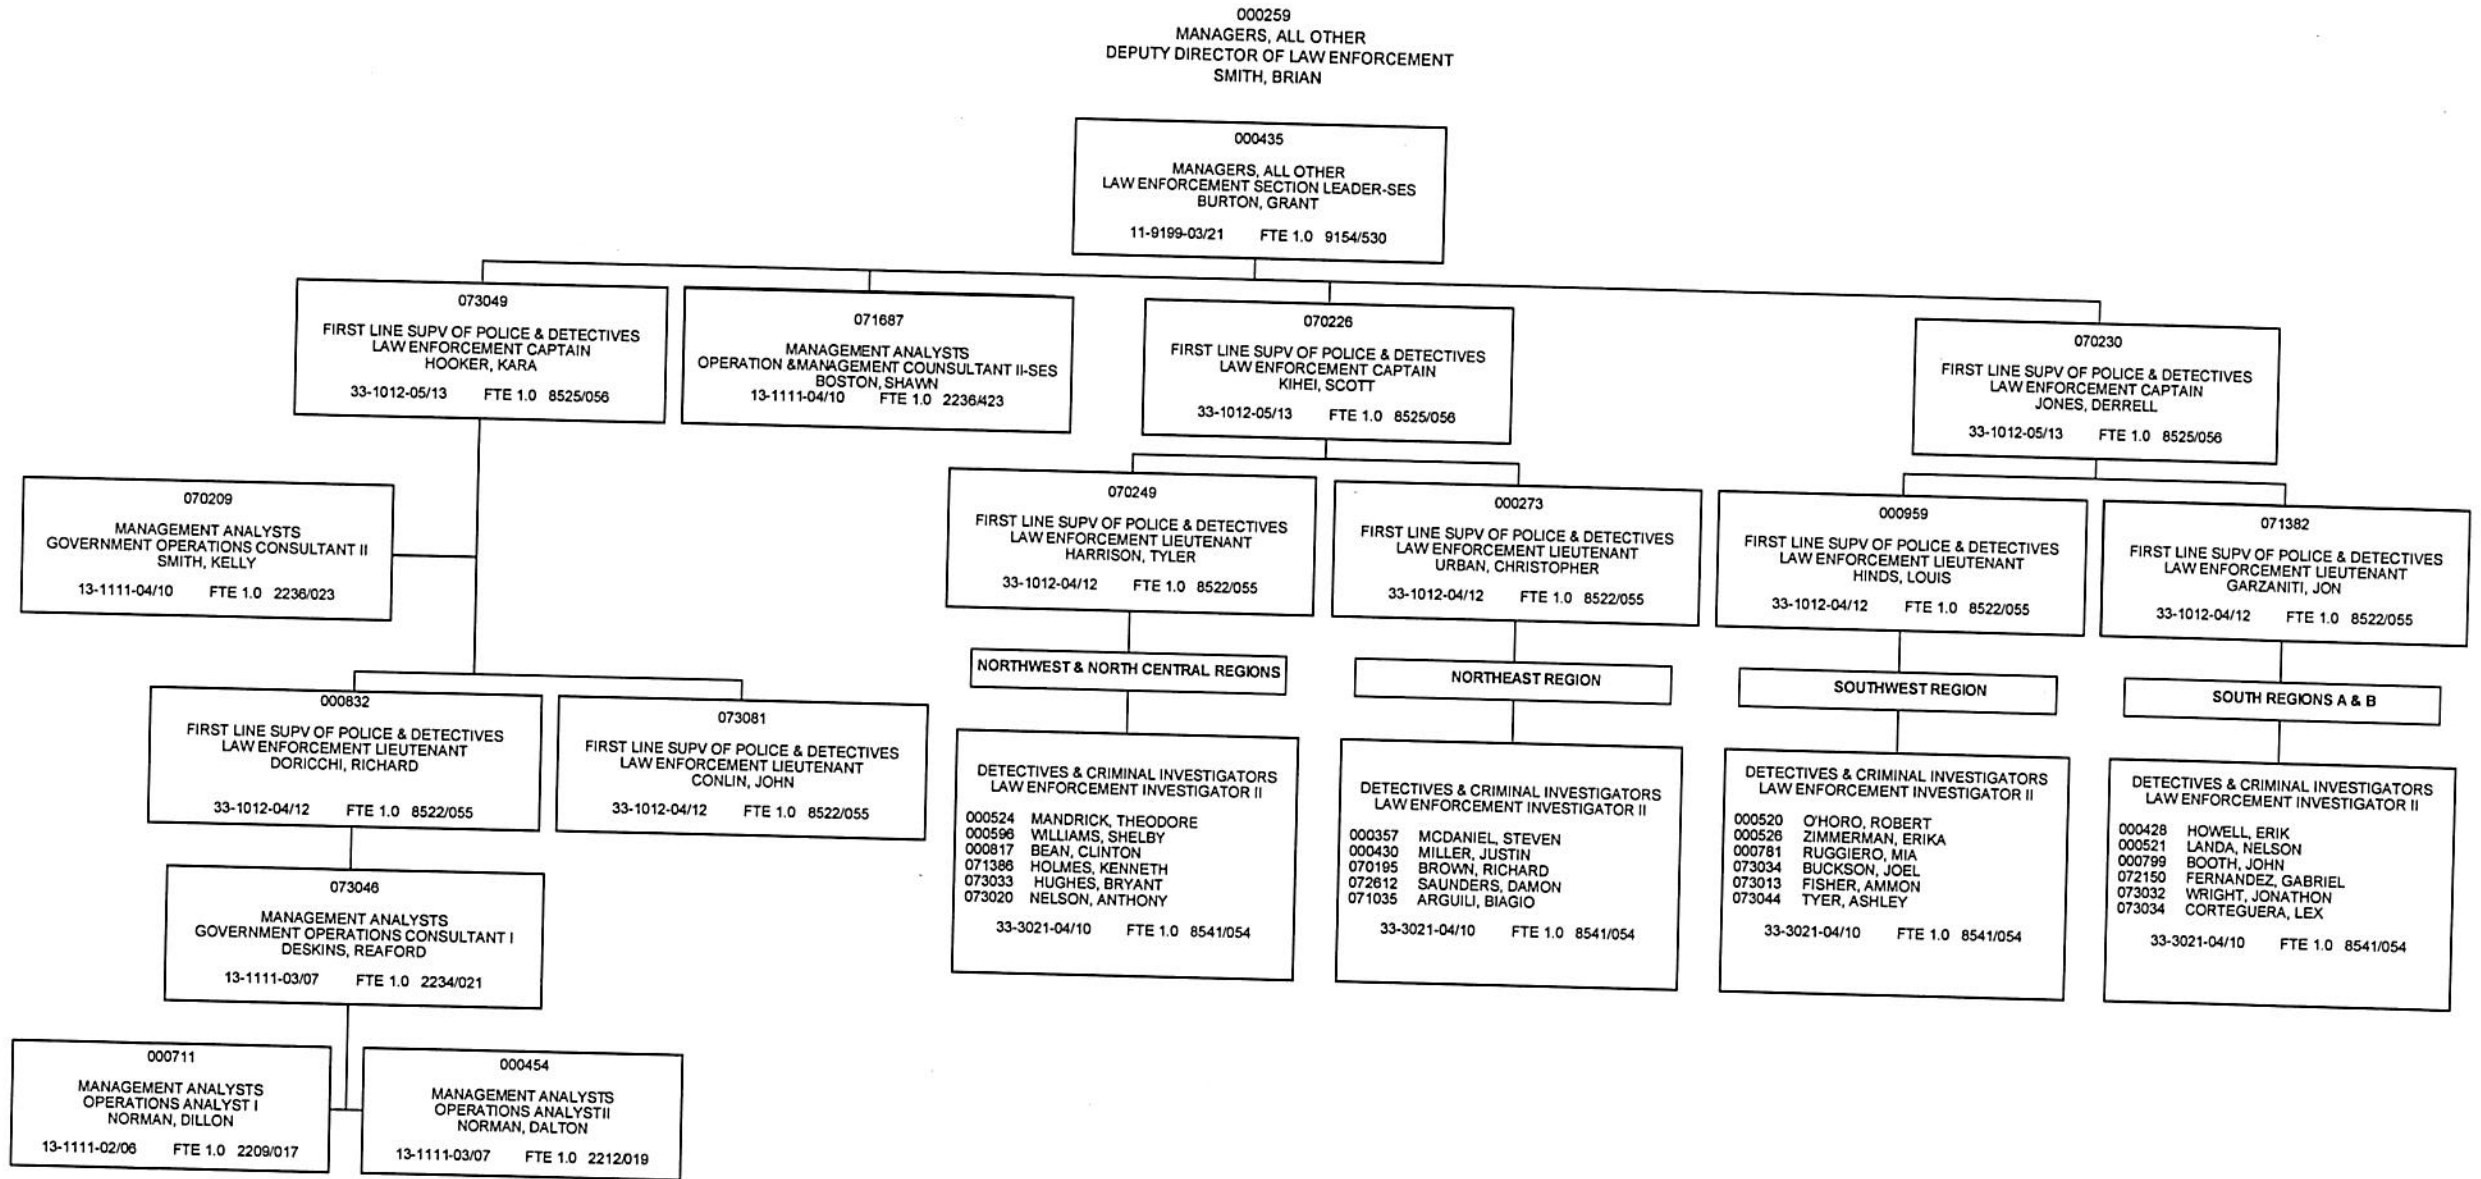 000259
MANAGERS, ALL OTHER
DEPUTY DIRECTOR OF LAW ENFORCEMENT
SMITH, BRIAN
000435
MANAGERS, ALL OTHER
LAW ENFORCEMENT SECTION LEADER-SES
BURTON, GRANT
11-9199-03/21 FTE 1.0 9154/530
073049
FIRST LINE SUPV OF POLICE & DETECTIVES
LAW ENFORCEMENT CAPTAIN
HOOKER, KARA
33-1012-05/13 FTE 1.0 8525/056
071687
MANAGEMENT ANALYSTS
OPERATION &MANAGEMENT COUNSULTANT II-SES
BOSTON, SHAWN
13-1111-04/10 FTE 1.0 2236/423
070226
FIRST LINE SUPV OF POLICE & DETECTIVES
LAW ENFORCEMENT CAPTAIN
KIHEI, SCOTT
33-1012-05/13 FTE 1.0 8525/056
070230
FIRST LINE SUPV OF POLICE & DETECTIVES
LAW ENFORCEMENT CAPTAIN
JONES, DERRELL
33-1012-05/13 FTE 1.0 8525/056
070209
MANAGEMENT ANALYSTS
GOVERNMENT OPERATIONS CONSULTANT II
SMITH, KELLY
13-1111-04/10 FTE 1.0 2236/023
070249
FIRST LINE SUPV OF POLICE & DETECTIVES
LAW ENFORCEMENT LIEUTENANT
HARRISON, TYLER
33-1012-04/12 FTE 1.0 8522/055
000273
FIRST LINE SUPV OF POLICE & DETECTIVES
LAW ENFORCEMENT LIEUTENANT
URBAN, CHRISTOPHER
33-1012-04/12 FTE 1.0 8522/055
000959
FIRST LINE SUPV OF POLICE & DETECTIVES
LAW ENFORCEMENT LIEUTENANT
HINDS, LOUIS
33-1012-04/12 FTE 1.0 8522/055
071382
FIRST LINE SUPV OF POLICE & DETECTIVES
LAW ENFORCEMENT LIEUTENANT
GARZANITI, JON
33-1012-04/12 FTE 1.0 8522/055
NORTHWEST & NORTH CENTRAL REGIONS
NORTHEAST REGION
SOUTHWEST REGION
SOUTH REGIONS A & B
000832
FIRST LINE SUPV OF POLICE & DETECTIVES
LAW ENFORCEMENT LIEUTENANT
DORICCHI, RICHARD
33-1012-04/12 FTE 1.0 8522/055
073081
FIRST LINE SUPV OF POLICE & DETECTIVES
LAW ENFORCEMENT LIEUTENANT
CONLIN, JOHN
33-1012-04/12 FTE 1.0 8522/055
DETECTIVES & CRIMINAL INVESTIGATORS
LAW ENFORCEMENT INVESTIGATOR II
000524 MANDRICK, THEODORE
000596 WILLIAMS, SHELBY
000817 BEAN, CLINTON
071386 HOLMES, KENNETH
073033 HUGHES, BRYANT
073020 NELSON, ANTHONY
33-3021-04/10 FTE 1.0 8541/054
DETECTIVES & CRIMINAL INVESTIGATORS
LAW ENFORCEMENT INVESTIGATOR II
000357 MCDANIEL, STEVEN
000430 MILLER, JUSTIN
070195 BROWN, RICHARD
072612 SAUNDERS, DAMON
071035 ARGUILI, BIAGIO
33-3021-04/10 FTE 1.0 8541/054
DETECTIVES & CRIMINAL INVESTIGATORS
LAW ENFORCEMENT INVESTIGATOR II
000520 O'HORO, ROBERT
000526 ZIMMERMAN, ERIKA
000781 RUGGIERO, MIA
073034 BUCKSON, JOEL
073013 FISHER, AMMON
073044 TYER, ASHLEY
33-3021-04/10 FTE 1.0 8541/054
DETECTIVES & CRIMINAL INVESTIGATORS
LAW ENFORCEMENT INVESTIGATOR II
000428 HOWELL, ERIK
000521 LANDA, NELSON
000799 BOOTH, JOHN
072150 FERNANDEZ, GABRIEL
073032 WRIGHT, JONATHON
073034 CORTEGUERA, LEX
33-3021-04/10 FTE 1.0 8541/054
073046
MANAGEMENT ANALYSTS
GOVERNMENT OPERATIONS CONSULTANT I
DESKINS, REAFORD
13-1111-03/07 FTE 1.0 2234/021
000711
MANAGEMENT ANALYSTS
OPERATIONS ANALYST I
NORMAN, DILLON
13-1111-02/06 FTE 1.0 2209/017
000454
MANAGEMENT ANALYSTS
OPERATIONS ANALYSTII
NORMAN, DALTON
13-1111-03/07 FTE 1.0 2212/019